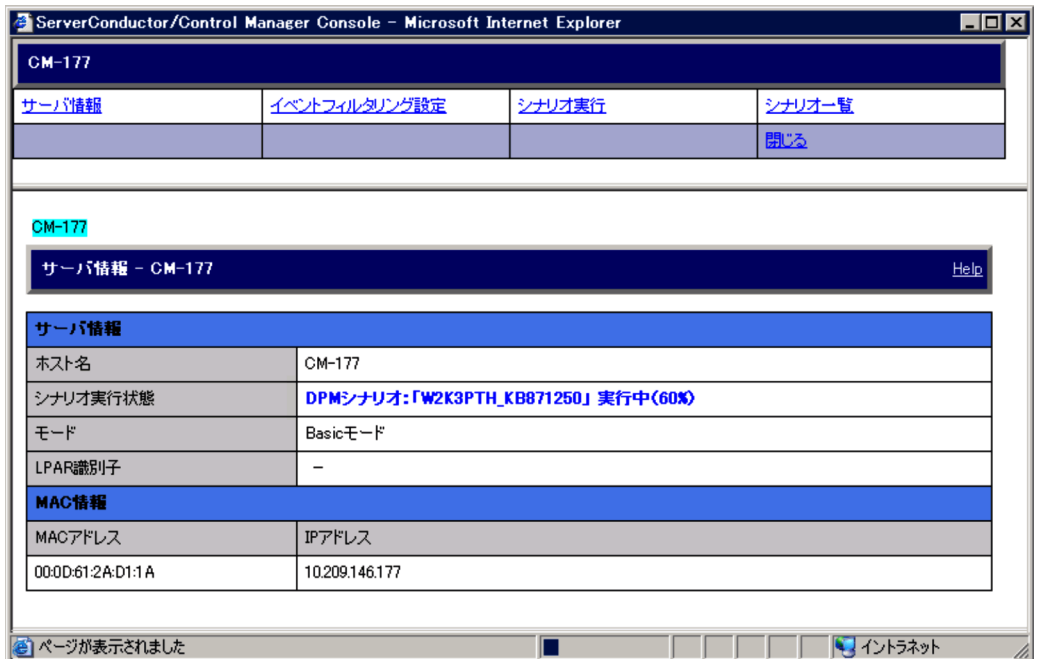 ServerConductor/Control Manager Console - Microsoft Internet Explorer
CM-177
サーバ情報 イベントフィルタリング設定 シナリオ実行 シナリオ一覧
閉じる
CM-177
サーバ情報 - CM-177 Help
サーバ情報
ホスト名 CM-177
シナリオ実行状態 DPMシナリオ:「W2K3PTH_KB871250」実行中(60%)
モード Basicモード
LPAR識別子 -
MAC情報
MACアドレス IPアドレス
00:0D:61:2A:D1:1A 10.209.146.177
ページが表示されました イントラネット